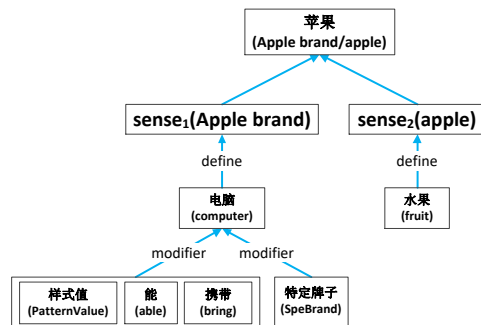 苹果
(Apple brand/apple)
sense₁(Apple brand)
sense₂(apple)
define
define
电脑
(computer)
水果
(fruit)
modifier
modifier
样式值
(PatternValue)
能
(able)
携带
(bring)
特定牌子
(SpeBrand)